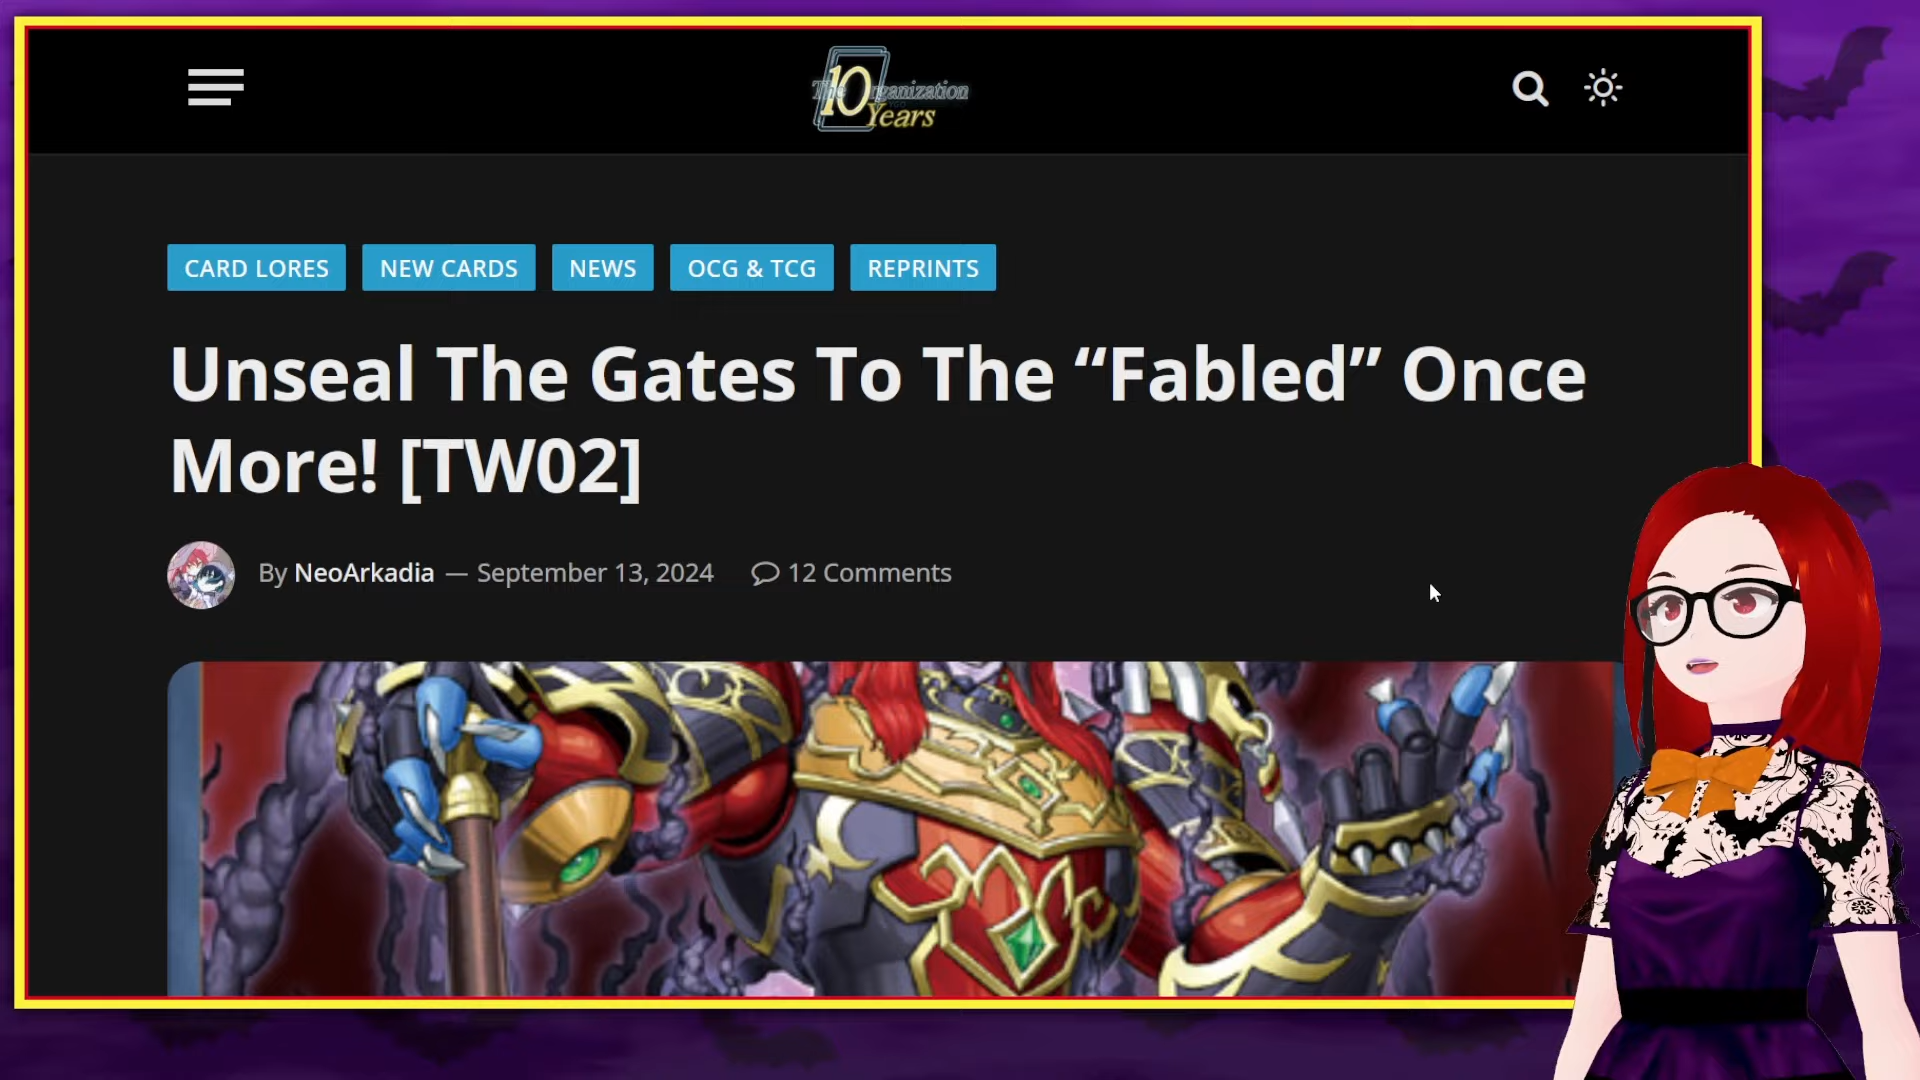 The 10 Organization
Years
CARD LORES NEW CARDS NEWS OCG & TCG REPRINTS
Unseal The Gates To The “Fabled” Once
More! [TW02]
By NeoArkadia — September 13, 2024 12 Comments